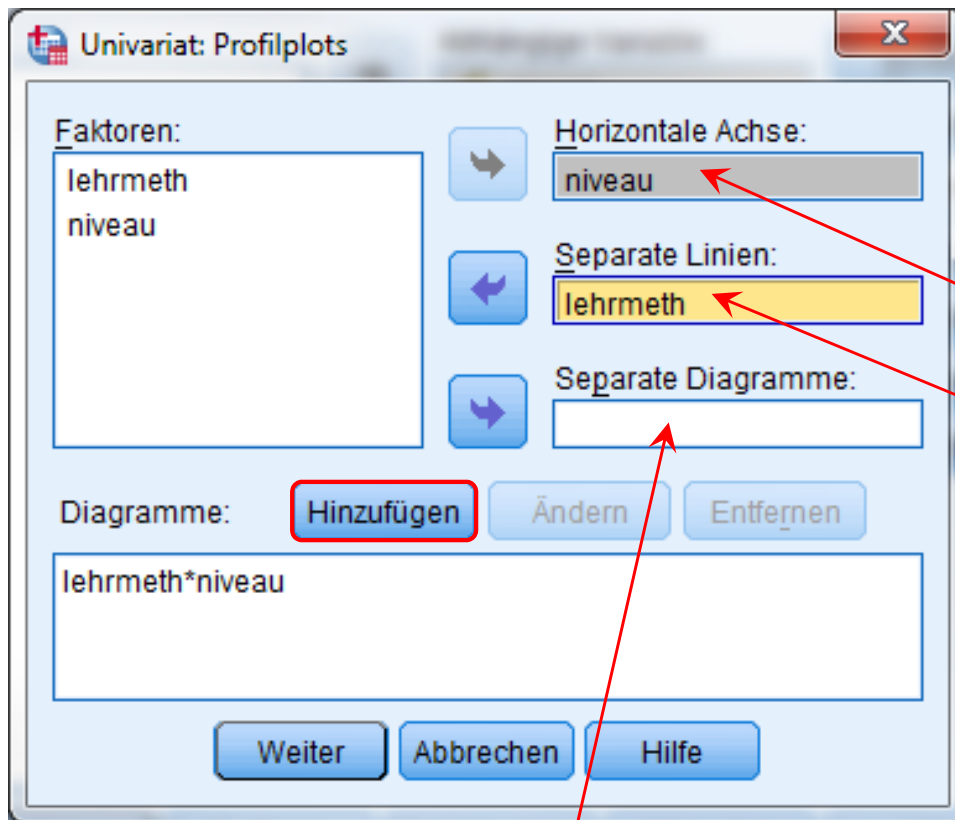 Univariat: Profilplots
Faktoren:
lehrmeth
niveau
Horizontale Achse:
niveau
Separate Linien:
lehrmeth
Separate Diagramme:
Diagramme:
Hinzufügen
Ändern
Entfernen
lehrmeth*niveau
Weiter
Abbrechen
Hilfe